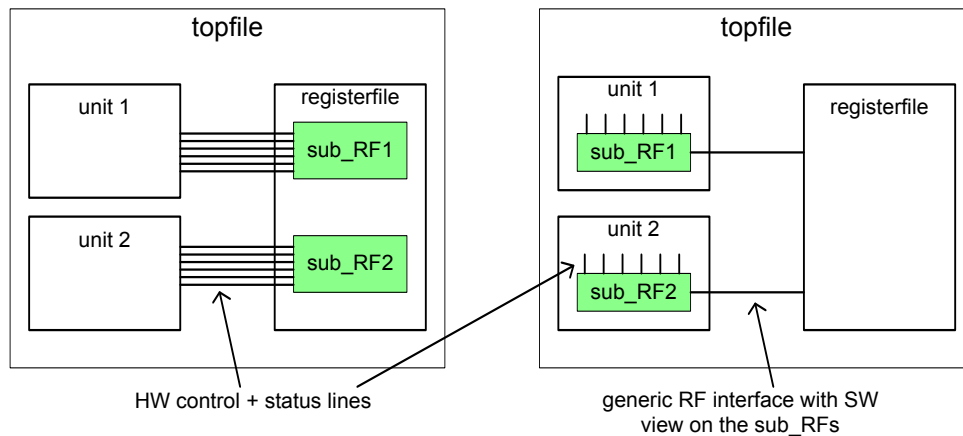 topfile
unit 1
registerfile
sub_RF1
unit 2
sub_RF2
topfile
unit 1
registerfile
sub_RF1
unit 2
sub_RF2
HW control + status lines
generic RF interface with SW
view on the sub_RFs